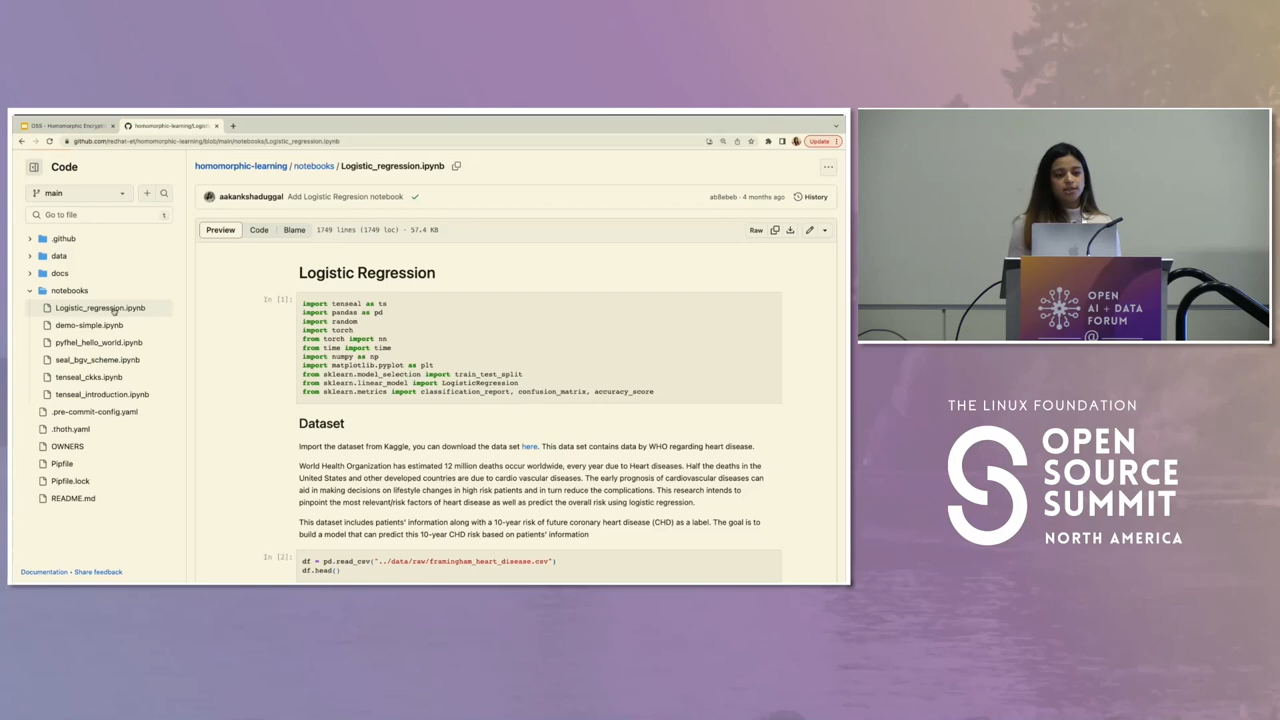 OSS - Homomorphic Encrypti
homomorphic-learning/Logis
Update
github.com/redhat-et/homomorphic-learning/blob/main/notebooks/Logistic_regression.ipynb
Code
main
Go to file
t
.github
data
docs
notebooks
Logistic_regression.ipynb
demo-simple.ipynb
pyfhel_hello_world.ipynb
seal_bgv_scheme.ipynb
tenseal_ckks.ipynb
tenseal_introduction.ipynb
.pre-commit-config.yaml
.thoth.yaml
OWNERS
Pipfile
Pipfile.lock
README.md
Documentation • Share feedback
homomorphic-learning / notebooks / Logistic_regression.ipynb
aakankshaduggal Add Logistic Regresion notebook
ab8ebeb · 4 months ago
History
Preview Code Blame 1749 lines (1749 loc) · 57.4 KB
Raw
Logistic Regression
In [1]:
import tenseal as ts
import pandas as pd
import random
import torch
from torch import nn
from time import time
import numpy as np
import matplotlib.pyplot as plt
from sklearn.model_selection import train_test_split
from sklearn.linear_model import LogisticRegression
from sklearn.metrics import classification_report, confusion_matrix, accuracy_score
Dataset
Import the dataset from Kaggle, you can download the data set here. This data set contains data by WHO regarding heart disease.
World Health Organization has estimated 12 million deaths occur worldwide, every year due to Heart diseases. Half the deaths in the
United States and other developed countries are due to cardio vascular diseases. The early prognosis of cardiovascular diseases can
aid in making decisions on lifestyle changes in high risk patients and in turn reduce the complications. This research intends to
pinpoint the most relevant/risk factors of heart disease as well as predict the overall risk using logistic regression.
This dataset includes patients' information along with a 10-year risk of future coronary heart disease (CHD) as a label. The goal is to
build a model that can predict this 10-year CHD risk based on patients' information
In [2]:
df = pd.read_csv("../data/raw/framingham_heart_disease.csv")
df.head()
OPEN
AI + DATA
FORUM
@
THE LINUX FOUNDATION
OPEN
SOURCE
SUMMIT
NORTH AMERICA